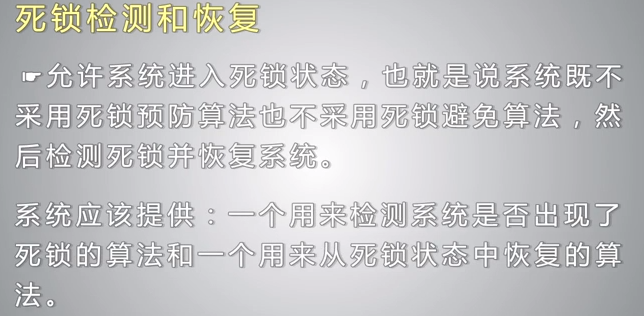 死锁检测和恢复
☛允许系统进入死锁状态，也就是说系统既不
采用死锁预防算法也不采用死锁避免算法，然
后检测死锁并恢复系统。
系统应该提供：一个用来检测系统是否出现了
死锁的算法和一个用来从死锁状态中恢复的算
法。